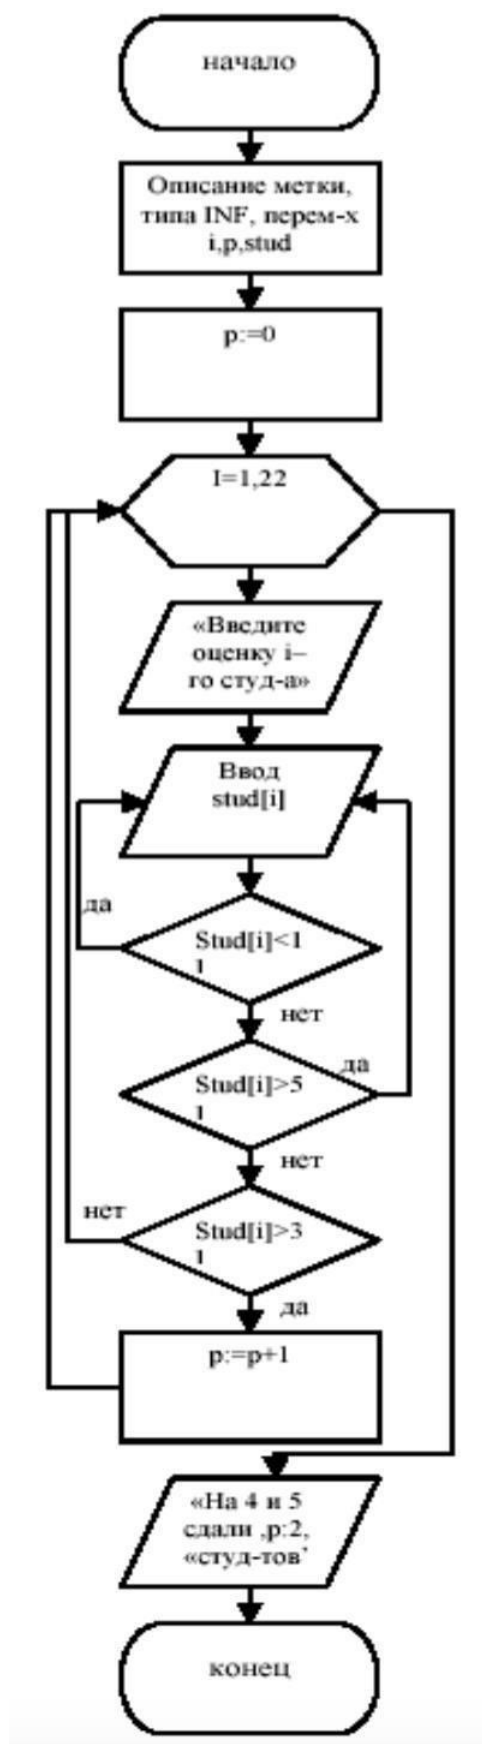 начало
Описание метки,
типа INF, перем-х
i,p,stud
p:=0
I=1,22
«Введите
оценку i–
го студ-а»
Ввод
stud[i]
да
Stud[i]<1
1
нет
да
Stud[i]>5
1
нет
нет
Stud[i]>3
1
да
p:=p+1
«На 4 и 5
сдали ,p:2,
«студ-тов’
конец